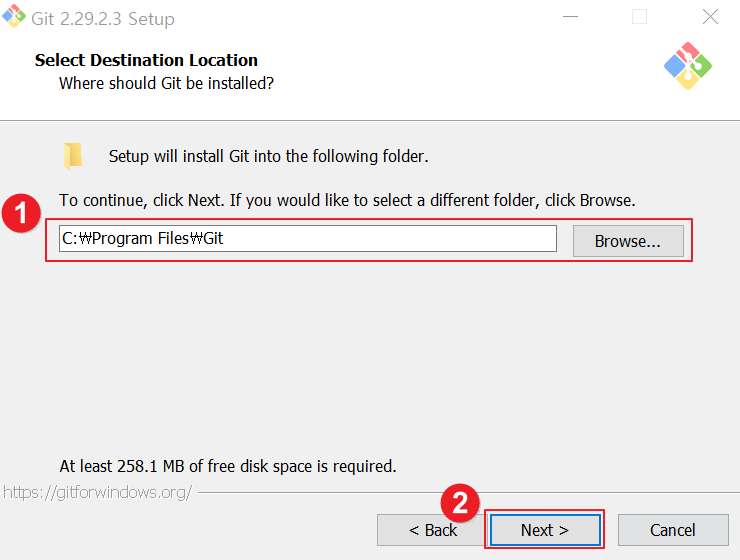 Git 2.29.2.3 Setup
Select Destination Location
Where should Git be installed?
Setup will install Git into the following folder.
To continue, click Next. If you would like to select a different folder, click Browse.
1
C:₩Program Files₩Git
Browse...
At least 258.1 MB of free disk space is required.
https://gitforwindows.org/
2
< Back
Next >
Cancel